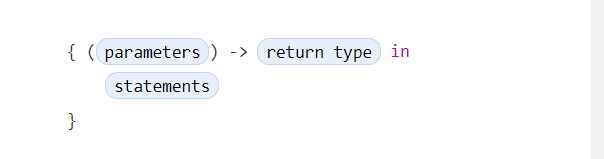 { (parameters) -> return type in
statements
}